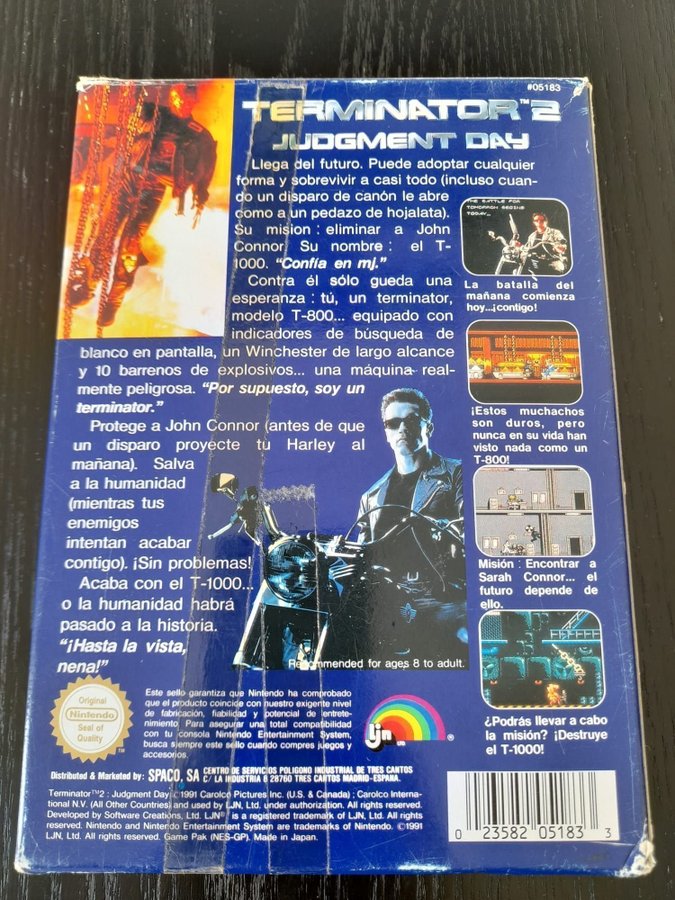 #05183
TERMINATOR™2
JUDGMENT DAY
Llega del futuro. Puede adoptar cualquier
forma y sobrevivir a casi todo (incluso cuan-
do un disparo de canón le abre
como a un pedazo de hojalata).
Su mision : eliminar a John
Connor. Su nombre : el T-
1000. "Confía en mj."
Contra él sólo gueda una
esperanza : tú, un terminator,
modelo T-800... equipado con
indicadores de búsqueda de
blanco en pantalla, un Winchester de largo alcance
y 10 barrenos de explosivos... una máquina real-
mente peligrosa. "Por supuesto, soy un
terminator."
Protege a John Connor (antes de que
un disparo proyecte tu Harley al
mañana). Salva
a la humanidad
(mientras tus
enemigos
intentan acabar
contigo). ¡Sin problemas!
Acaba con el T-1000...
o la humanidad habrá
pasado a la historia.
"¡Hasta la vista,
nena!"
THE BATTLE FOR
TOMORROW BEGINS
TODAY...
La batalla del
mañana comienza
hoy...¡contigo!
¡Estos muchachos
son duros, pero
nunca en su vida han
visto nada como un
T-800!
Misión : Encontrar a
Sarah Connor... el
futuro depende de
ello.
¿Podrás llevar a cabo
la misión? ¡Destruye
el T-1000!
Recommended for ages 8 to adult.
Original
Nintendo
Seal of
Quality
™
Este sello garantiza que Nintendo ha comprobado
que el producto coincide con nuestro exigente nivel
de fabricación, fiabilidad y potencial de entrete-
nimiento. Para asegurar una total compatibilidad
con tu consola Nintendo Entertainment System,
busca siempre este sello cuando compres juegos y
accesorios.
LJN LTD. ®
Distributed & Marketed by : SPACO, SA CENTRO DE SERVICIOS POLIGONO INDUSTRIAL DE TRES CANTOS
C/ LA INDUSTRIA 8 28760 TRES CANTOS MADRID-ESPAÑA.
Terminator™2 : Judgment Day ©1991 Carolco Pictures Inc. (U.S. & Canada) ; Carolco Interna-
tional N.V. (All Other Countries) and used by LJN, Ltd. under authorization. All rights reserved.
Developed by Software Creations, Ltd. LJN® is a registered trademark of LJN, Ltd. All rights
reserved. Nintendo and Nintendo Entertainment System are trademarks of Nintendo. ©1991
LJN, Ltd. All rights reserved. Game Pak (NES-GP). Made in Japan.
0 23582 05183 3